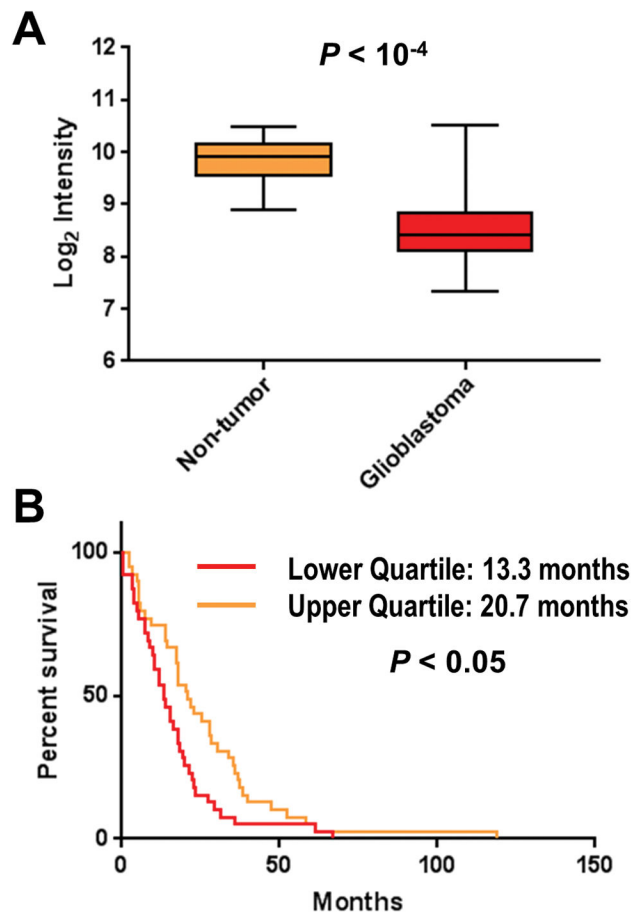 A
P < 10⁻⁴
12
11
10
9
8
7
6
Log₂ Intensity
Non-tumor
Glioblastoma
B
100
50
0
Percent survival
Lower Quartile: 13.3 months
Upper Quartile: 20.7 months
P < 0.05
0
50
100
150
Months